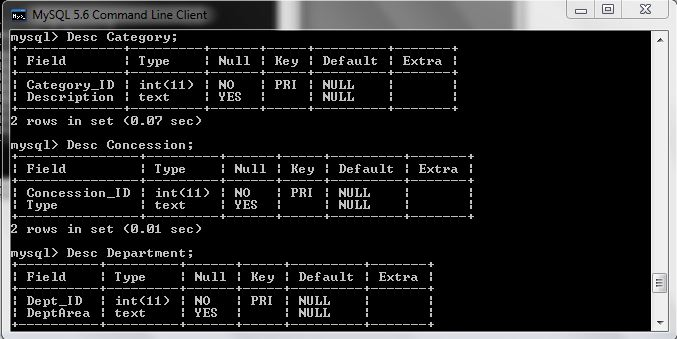 MySQL 5.6 Command Line Client
mysql> Desc Category;
+-------------+---------+------+-----+---------+-------+
| Field       | Type    | Null | Key | Default | Extra |
+-------------+---------+------+-----+---------+-------+
| Category_ID | int(11) | NO   | PRI | NULL    |       |
| Description | text    | YES  |     | NULL    |       |
+-------------+---------+------+-----+---------+-------+
2 rows in set (0.07 sec)
mysql> Desc Concession;
+---------------+---------+------+-----+---------+-------+
| Field         | Type    | Null | Key | Default | Extra |
+---------------+---------+------+-----+---------+-------+
| Concession_ID | int(11) | NO   | PRI | NULL    |       |
| Type          | text    | YES  |     | NULL    |       |
+---------------+---------+------+-----+---------+-------+
2 rows in set (0.01 sec)
mysql> Desc Department;
+----------+---------+------+-----+---------+-------+
| Field    | Type    | Null | Key | Default | Extra |
+----------+---------+------+-----+---------+-------+
| Dept_ID  | int(11) | NO   | PRI | NULL    |       |
| DeptArea | text    | YES  |     | NULL    |       |
+----------+---------+------+-----+---------+-------+